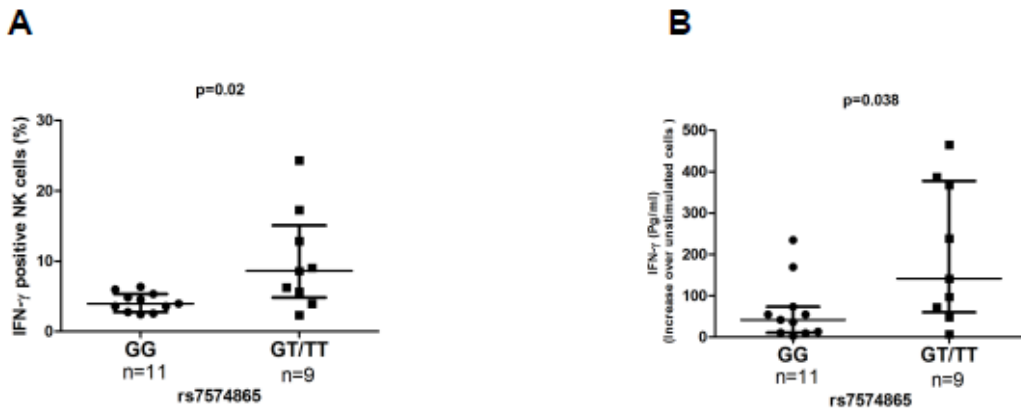 A
p=0.02
IFN-γ positive NK cells (%)
30
20
10
0
GG
GT/TT
n=11
n=9
rs7574865
B
p=0.038
IFN-γ (Pg/ml)
(Increase over unstimulated cells )
500
400
300
200
100
0
GG
GT/TT
n=11
n=9
rs7574865